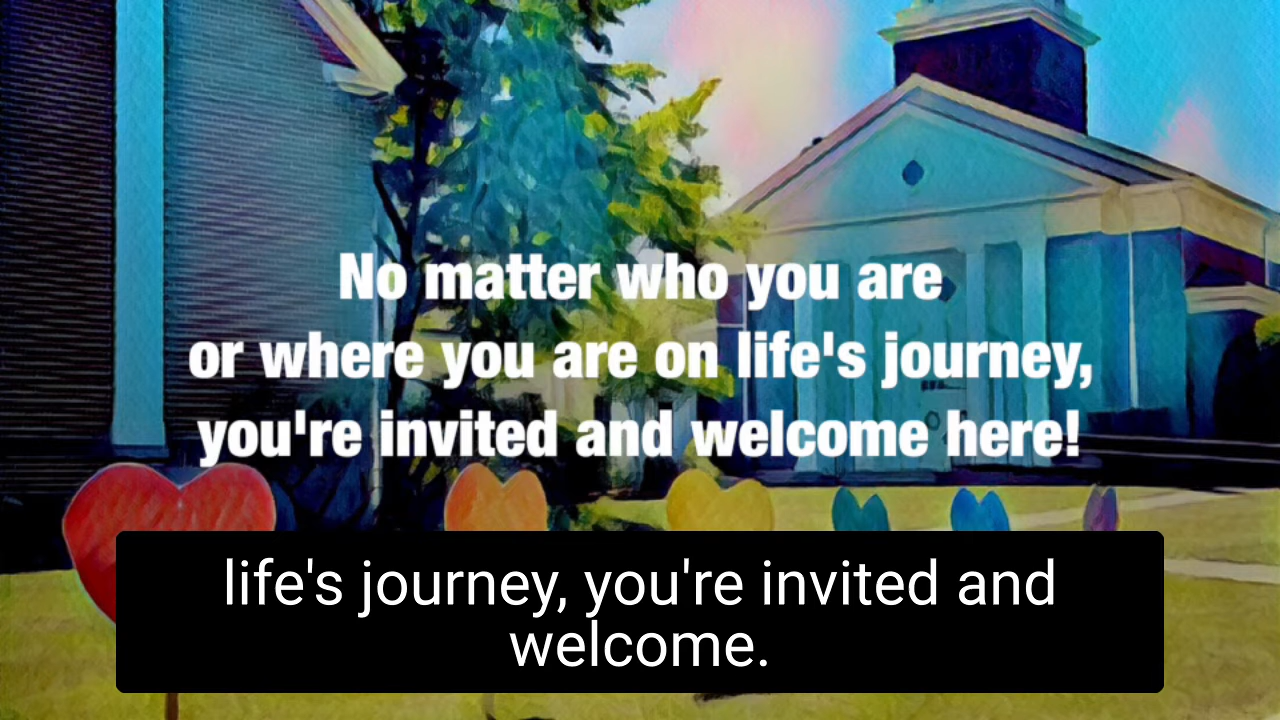 No matter who you are
or where you are on life's journey,
you're invited and welcome here!
life's journey, you're invited and
welcome.